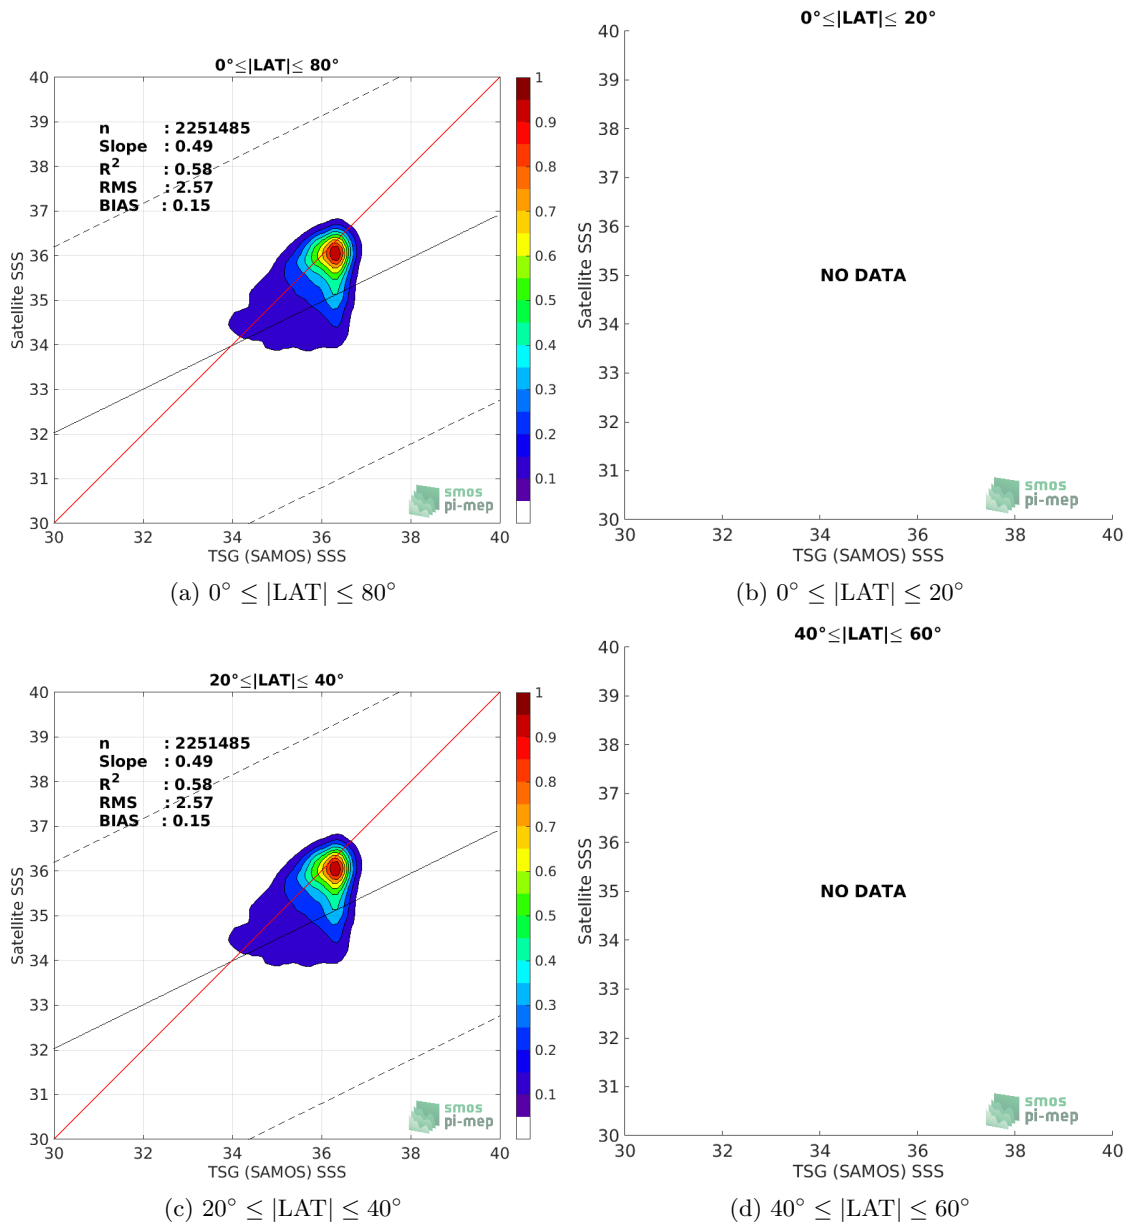 0°≤|LAT|≤ 80°
40
39
38
37
36
35
34
33
32
31
30
Satellite SSS
n : 2251485
Slope : 0.49
R2 : 0.58
RMS : 2.57
BIAS : 0.15
smos
pi-mep
30 32 34 36 38 40
TSG (SAMOS) SSS
1
0.9
0.8
0.7
0.6
0.5
0.4
0.3
0.2
0.1
(a) 0° ≤ |LAT| ≤ 80°
0°≤|LAT|≤ 20°
40
39
38
37
36
35
34
33
32
31
30
Satellite SSS
NO DATA
smos
pi-mep
30 32 34 36 38 40
TSG (SAMOS) SSS
(b) 0° ≤ |LAT| ≤ 20°
20°≤|LAT|≤ 40°
40
39
38
37
36
35
34
33
32
31
30
Satellite SSS
n : 2251485
Slope : 0.49
R2 : 0.58
RMS : 2.57
BIAS : 0.15
smos
pi-mep
30 32 34 36 38 40
TSG (SAMOS) SSS
1
0.9
0.8
0.7
0.6
0.5
0.4
0.3
0.2
0.1
(c) 20° ≤ |LAT| ≤ 40°
40°≤|LAT|≤ 60°
40
39
38
37
36
35
34
33
32
31
30
Satellite SSS
NO DATA
smos
pi-mep
30 32 34 36 38 40
TSG (SAMOS) SSS
(d) 40° ≤ |LAT| ≤ 60°